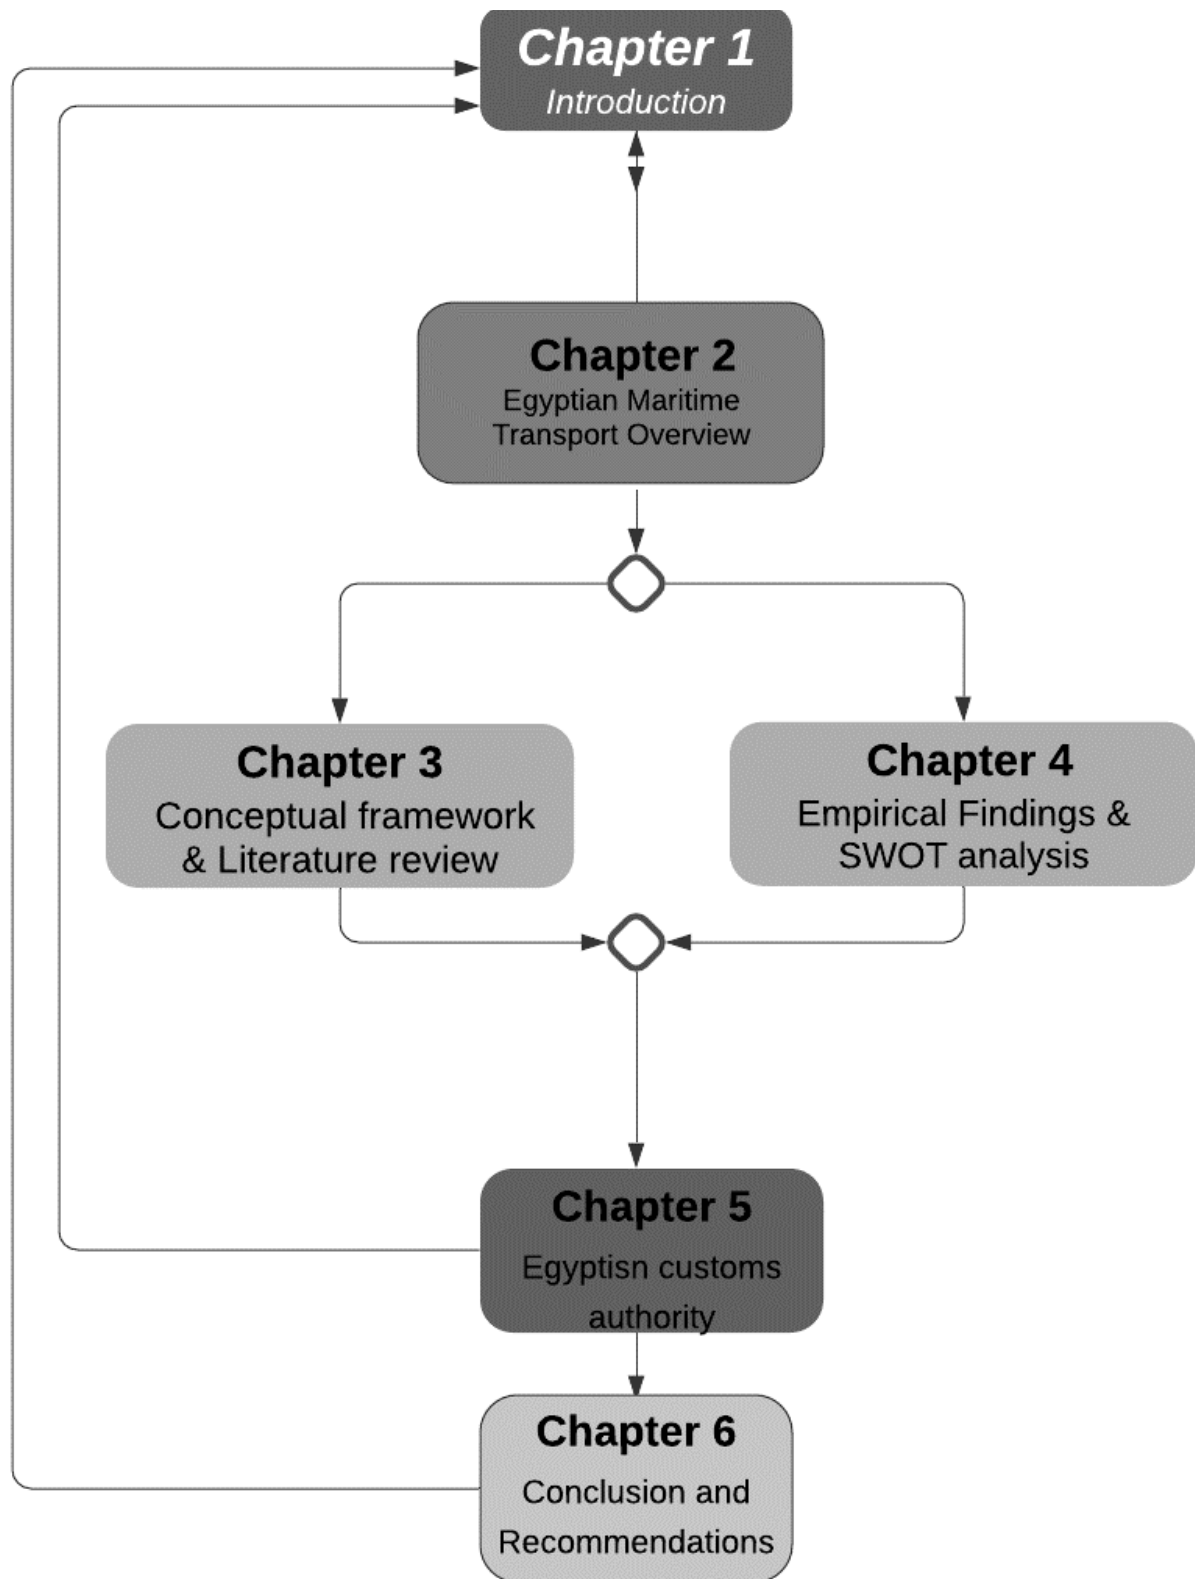 Chapter 1
Introduction
Chapter 2
Egyptian Maritime
Transport Overview
Chapter 3
Conceptual framework
& Literature review
Chapter 4
Empirical Findings &
SWOT analysis
Chapter 5
Egyptisn customs
authority
Chapter 6
Conclusion and
Recommendations